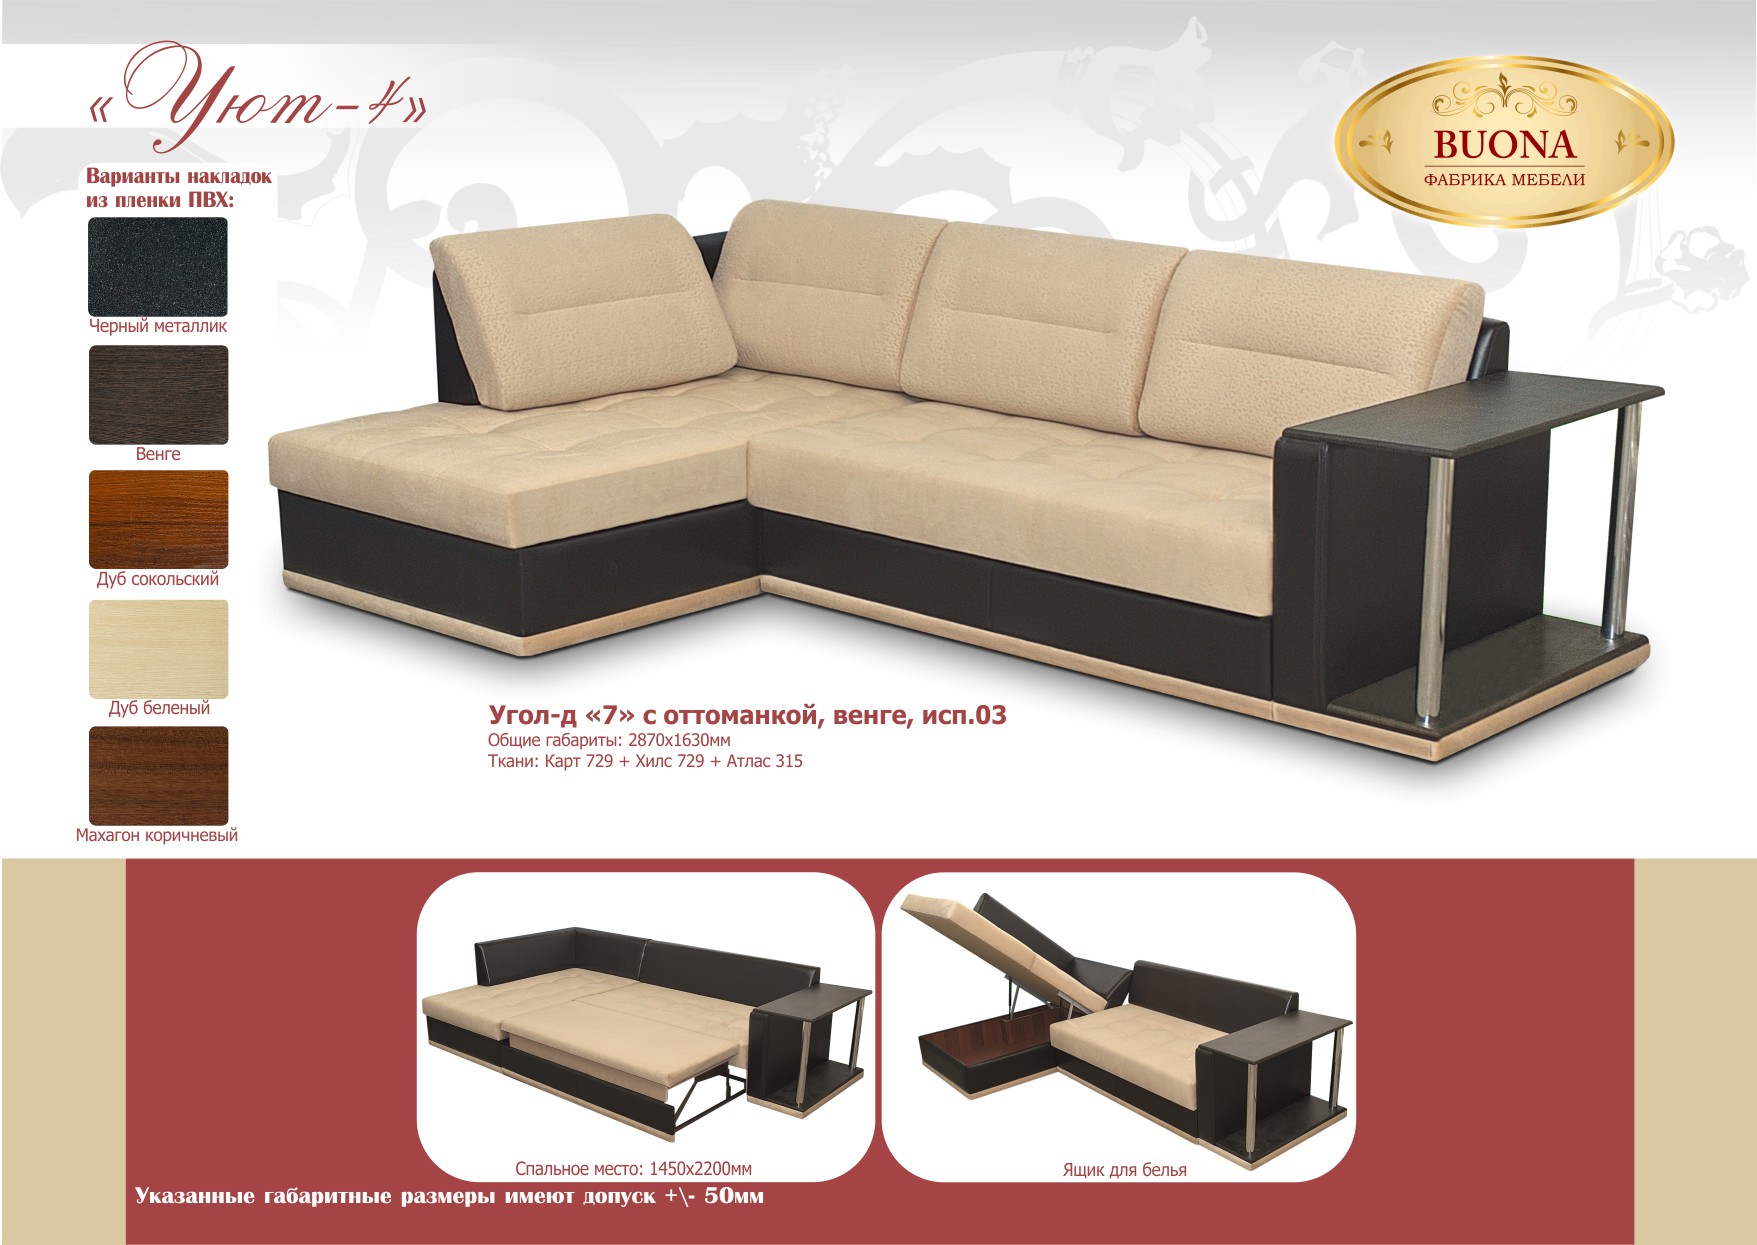 «Уют-4»
BUONA
ФАБРИКА МЕБЕЛИ
Варианты накладок
из пленки ПВХ:
Черный металлик
Венге
Дуб сокольский
Дуб беленый
Махагон коричневый
Угол-д «7» с оттоманкой, венге, исп.03
Общие габариты: 2870х1630мм
Ткани: Карт 729 + Хилс 729 + Атлас 315
Спальное место: 1450х2200мм
Ящик для белья
Указанные габаритные размеры имеют допуск +\- 50мм